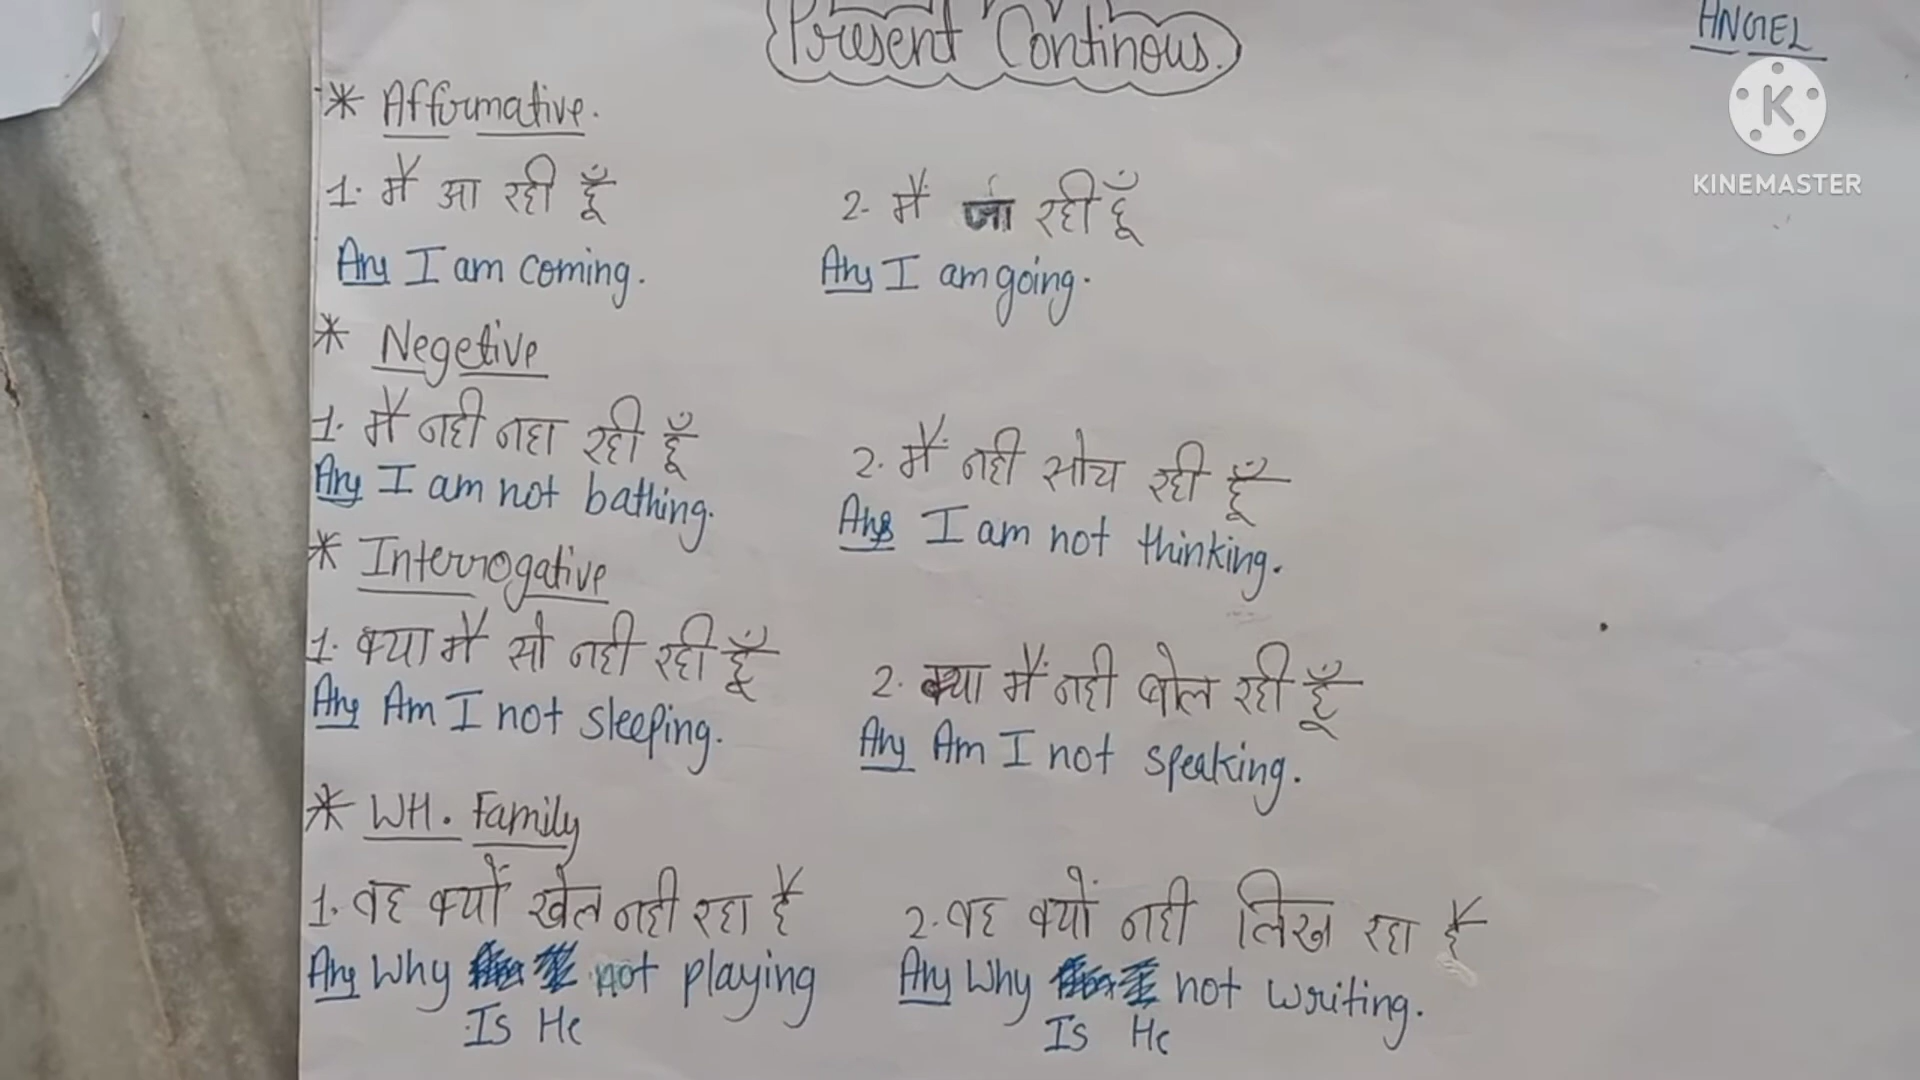 Present Continous.
ANGEL
KINEMASTER
* Affirmative.
1. मैं आ रही हूँ
2. मैं जा रही हूँ
Ans I am coming.
Ans I am going.
* Negetive
1. मैं नही नहा रही हूँ
2. मैं नही सोच रही हूँ
Ans I am not bathing.
Ans I am not thinking.
* Interrogative
1. क्या मैं सो नही रही हूँ
2. क्या मैं नही बोल रही हूँ
Ans Am I not sleeping.
Ans Am I not speaking.
* WH. Family
1. वह क्यों खेल नही रहा है
2. वह क्यों नही लिख रहा है
Ans Why not playing
Is He
Ans Why not writing.
Is He